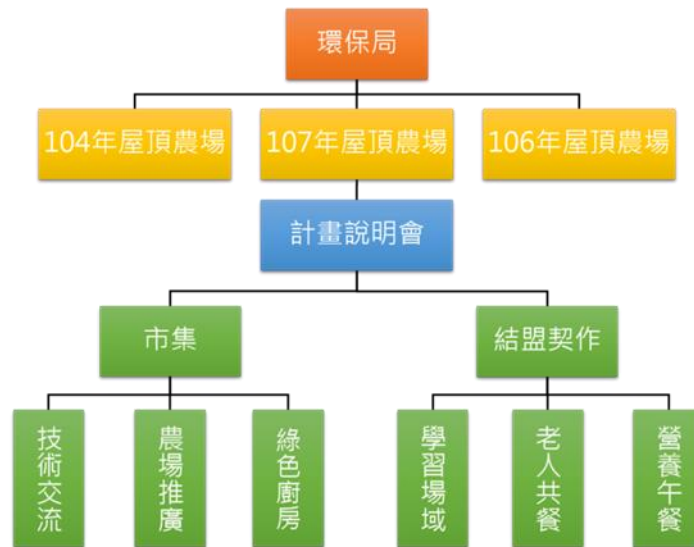 環保局
104年屋頂農場
107年屋頂農場
106年屋頂農場
計畫說明會
市集
結盟契作
技術交流
農場推廣
綠色廚房
學習場域
老人共餐
營養午餐